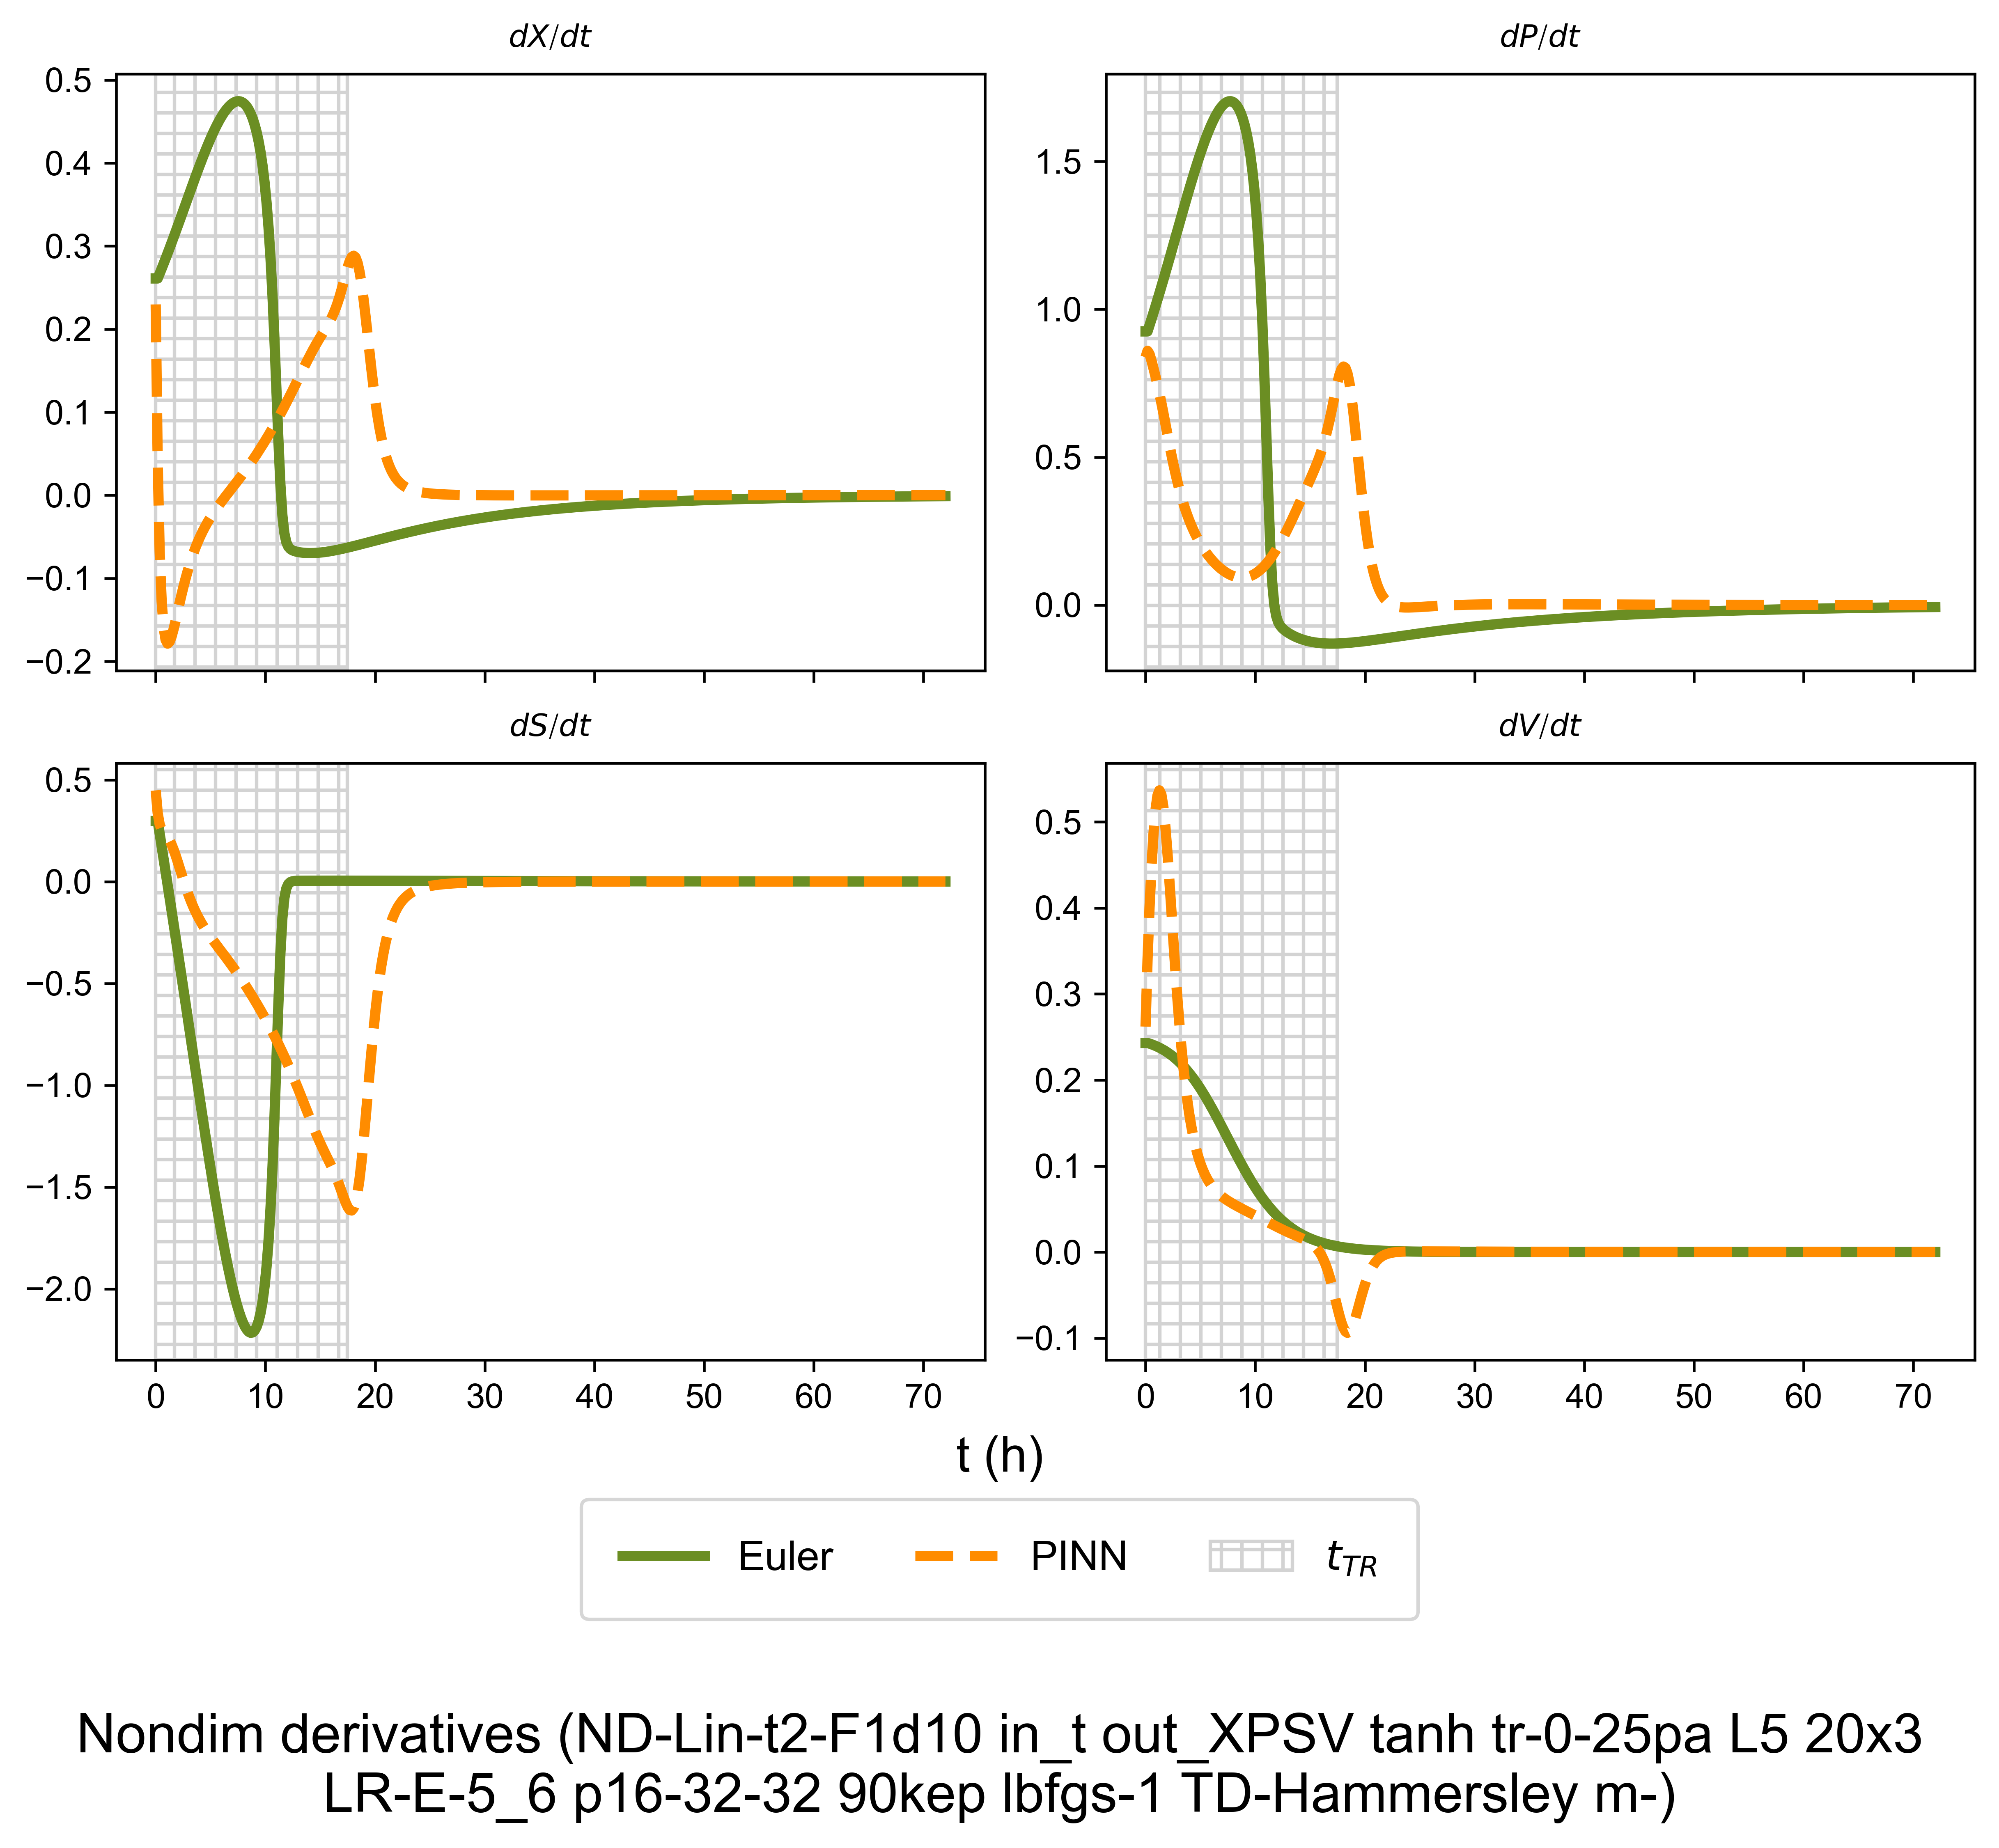 dX/dt
dP/dt
0.5
0.4
0.3
0.2
0.1
0.0
−0.1
−0.2
1.5
1.0
0.5
0.0
dS/dt
dV/dt
0.5
0.0
−0.5
−1.0
−1.5
−2.0
0 10 20 30 40 50 60 70
0.5
0.4
0.3
0.2
0.1
0.0
−0.1
0 10 20 30 40 50 60 70
t (h)
Euler PINN t_TR
Nondim derivatives (ND-Lin-t2-F1d10 in_t out_XPSV tanh tr-0-25pa L5 20x3
LR-E-5_6 p16-32-32 90kep lbfgs-1 TD-Hammersley m-)